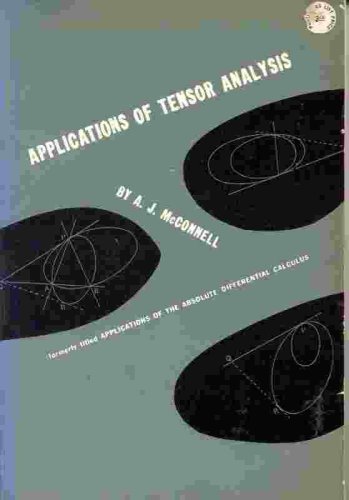 APPLICATIONS OF TENSOR ANALYSIS
BY A. J. McCONNELL
formerly titled APPLICATIONS OF THE ABSOLUTE DIFFERENTIAL CALCULUS